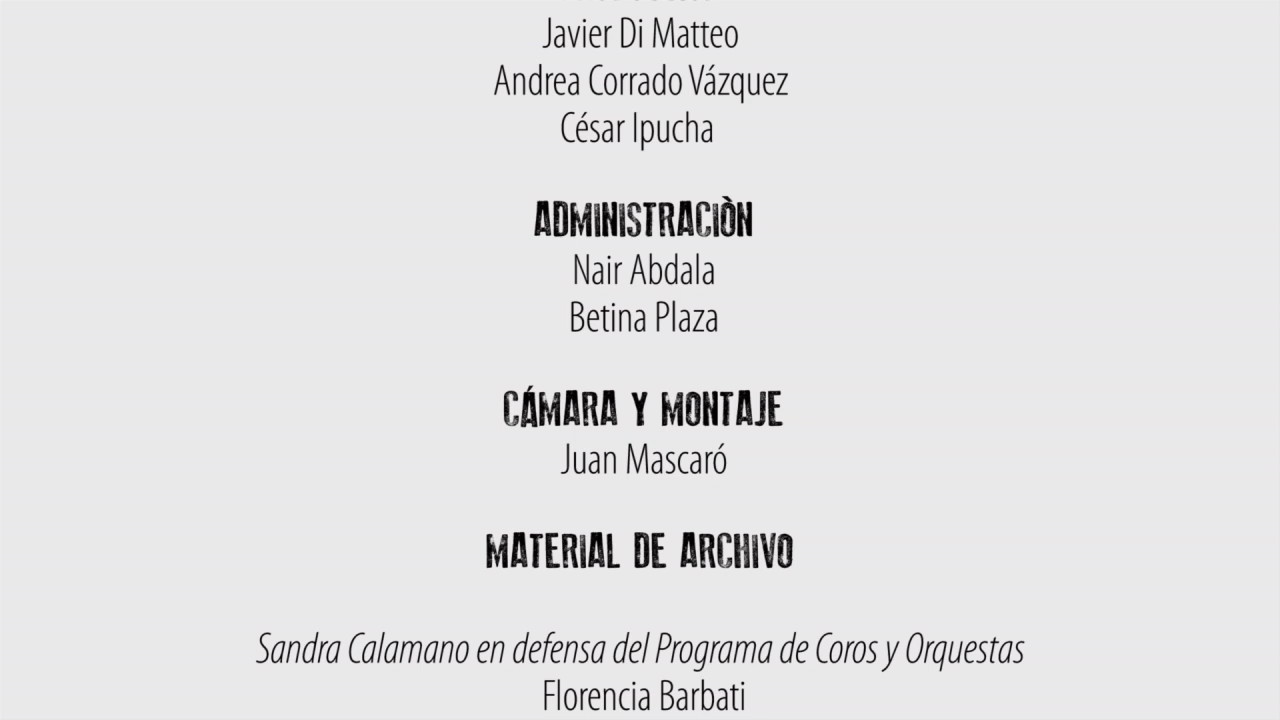 Javier Di Matteo
Andrea Corrado Vázquez
César Ipucha
ADMINISTRACIÒN
Nair Abdala
Betina Plaza
CÁMARA Y MONTAJE
Juan Mascaró
MATERIAL DE ARCHIVO
Sandra Calamano en defensa del Programa de Coros y Orquestas
Florencia Barbati